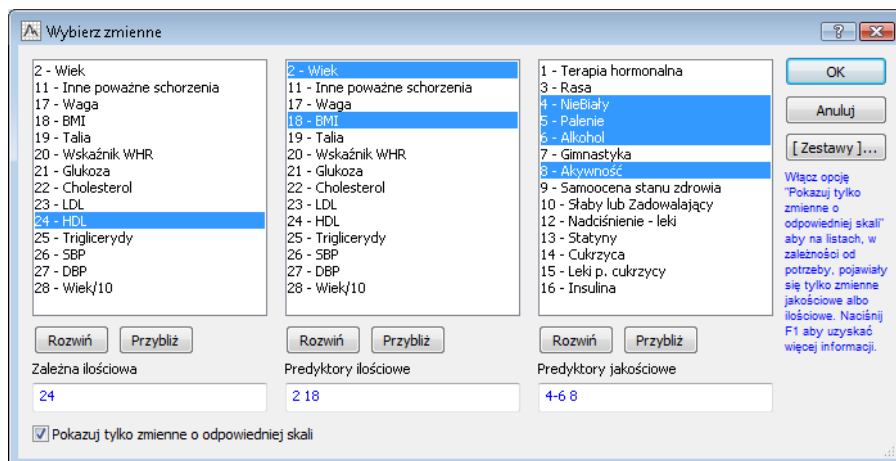 Wybierz zmienne
2 - Wiek
11 - Inne poważne schorzenia
17 - Waga
18 - BMI
19 - Talia
20 - Wskaźnik WHR
21 - Glukoza
22 - Cholesterol
23 - LDL
24 - HDL
25 - Triglicerydy
26 - SBP
27 - DBP
28 - Wiek/10
Rozwiń
Przybliż
Zależna ilościowa
24
2 - Wiek
11 - Inne poważne schorzenia
17 - Waga
18 - BMI
19 - Talia
20 - Wskaźnik WHR
21 - Glukoza
22 - Cholesterol
23 - LDL
24 - HDL
25 - Triglicerydy
26 - SBP
27 - DBP
28 - Wiek/10
Rozwiń
Przybliż
Predyktory ilościowe
2 18
1 - Terapia hormonalna
3 - Rasa
4 - NieBiały
5 - Palenie
6 - Alkohol
7 - Gimnastyka
8 - Akywność
9 - Samoocena stanu zdrowia
10 - Słaby lub Zadowalający
12 - Nadciśnienie - leki
13 - Statyny
14 - Cukrzyca
15 - Leki p. cukrzycy
16 - Insulina
Rozwiń
Przybliż
Predyktory jakościowe
4-6 8
OK
Anuluj
[ Zestawy ]...
Włącz opcję
"Pokazuj tylko
zmienne o
odpowiedniej skali"
aby na listach, w
zależności od
potrzeby, pojawiały
się tylko zmienne
jakościowe albo
ilościowe. Naciśnij
F1 aby uzyskać
więcej informacji.
Pokazuj tylko zmienne o odpowiedniej skali